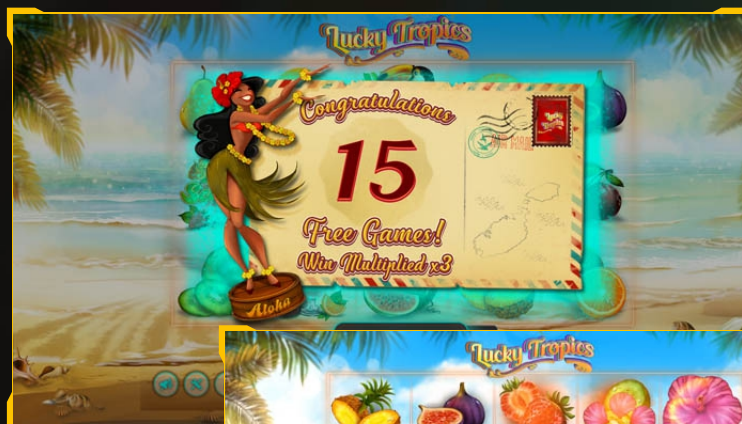 Lucky Tropics
Congratulations
15
Free Games!
Win Multiplied x3
Aloha
Lucky Tropics